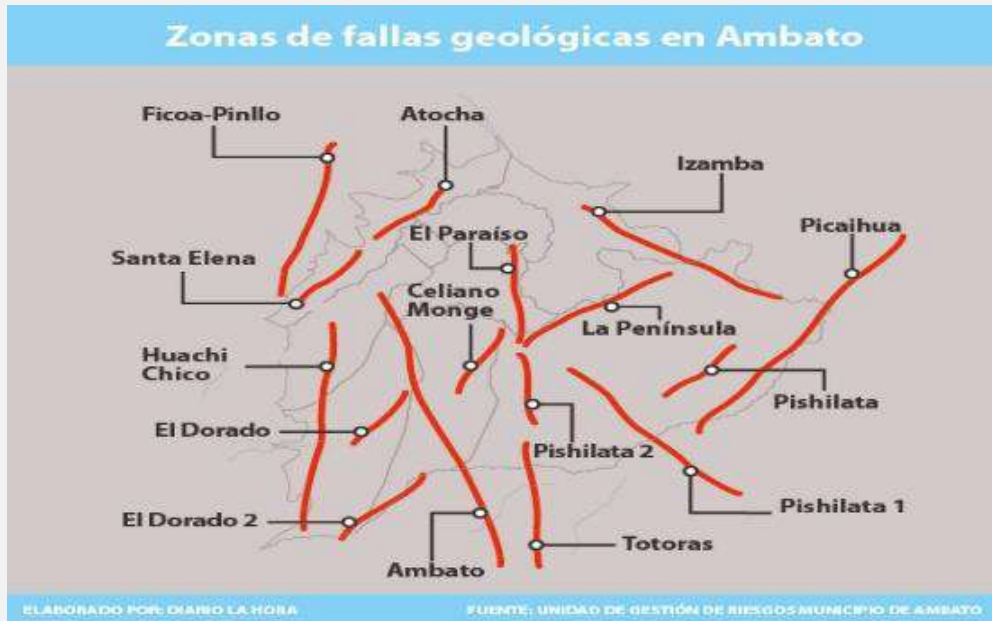 Zonas de fallas geológicas en Ambato
Ficoa-Pinllo
Atocha
Izamba
Picaihua
El Paraíso
Santa Elena
Celiano
Monge
La Península
Huachi
Chico
Pishilata
El Dorado
Pishilata 2
Pishilata 1
El Dorado 2
Totoras
Ambato
ELABORADO POR: DIARIO LA HORA
FUENTE: UNIDAD DE GESTIÓN DE RIESGOS MUNICIPIO DE AMBATO